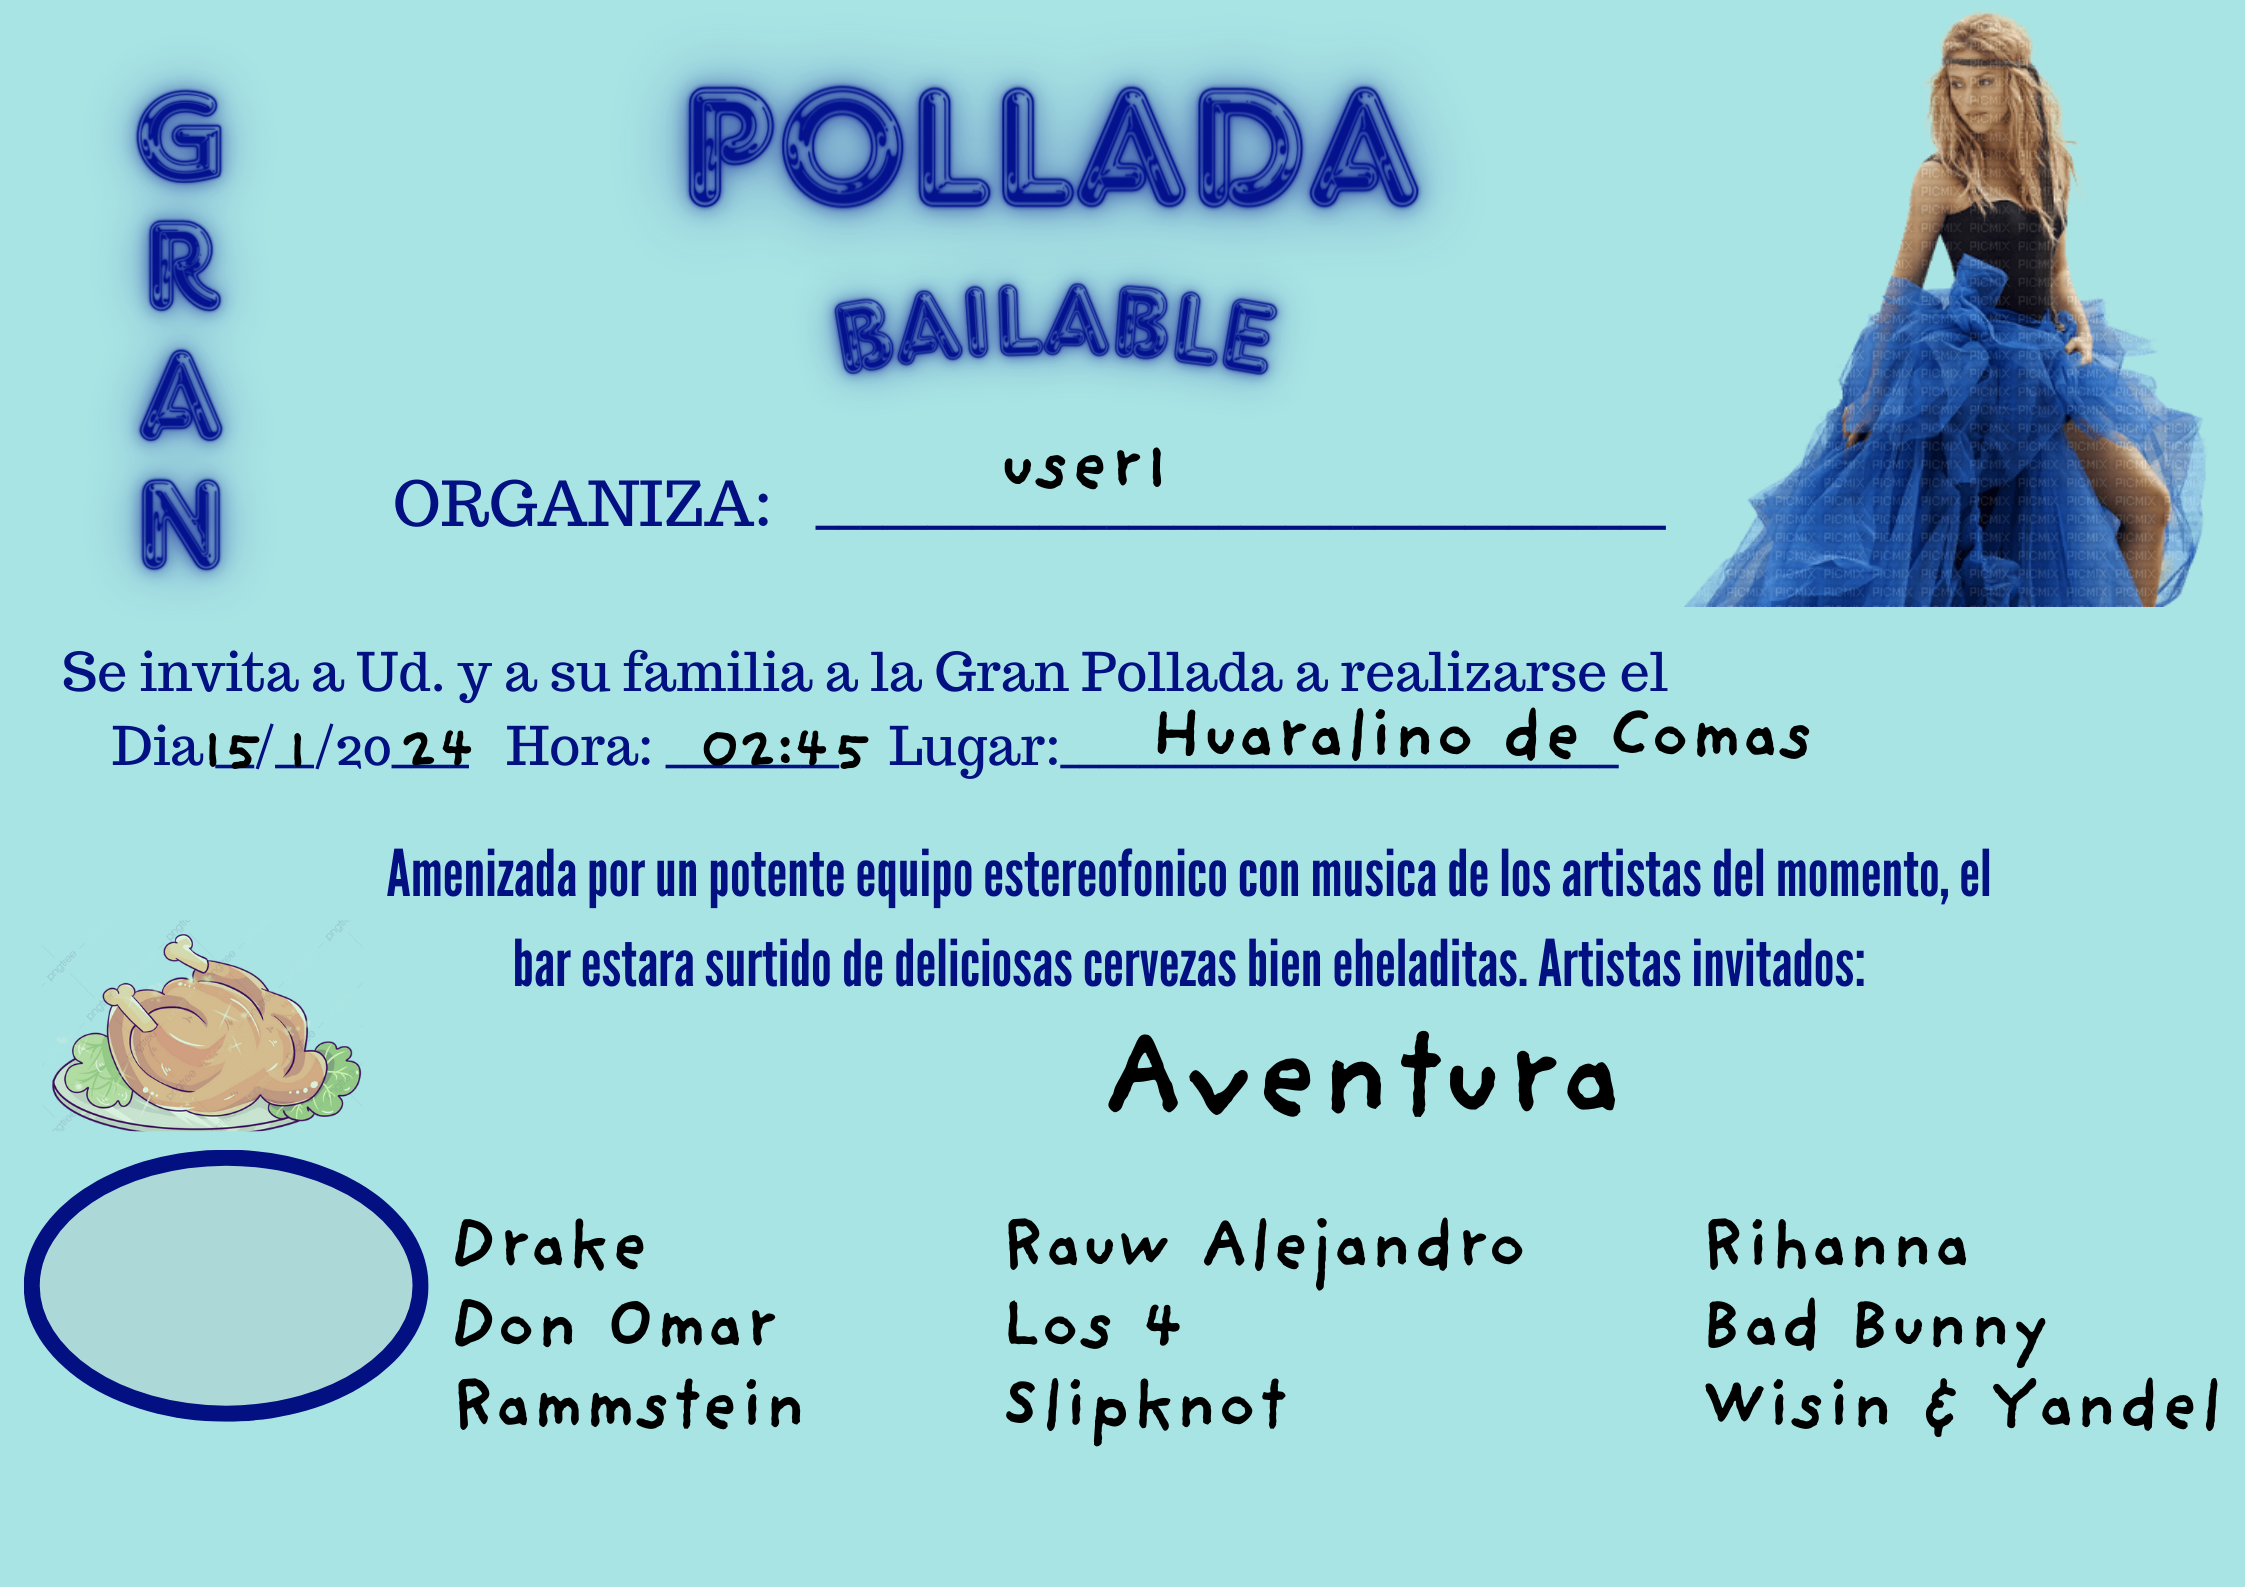 GRAN
POLLADA
BAILABLE
ORGANIZA: user1
Se invita a Ud. y a su familia a la Gran Pollada a realizarse el
Dia 15/ 1 /20 24 Hora: 02:45 Lugar: Huaralino de Comas
Amenizada por un potente equipo estereofonico con musica de los artistas del momento, el
bar estara surtido de deliciosas cervezas bien eheladitas. Artistas invitados:
Aventura
Drake Rauw Alejandro Rihanna
Don Omar Los 4 Bad Bunny
Rammstein Slipknot Wisin & Yandel